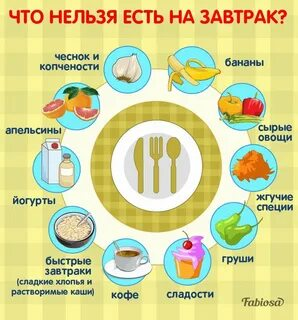 ЧТО НЕЛЬЗЯ ЕСТЬ НА ЗАВТРАК?
чеснок и
копчености
бананы
апельсины
сырые
овощи
йогурты
жгучие
специи
быстрые
завтраки
(сладкие хлопья и
растворимые каши)
кофе
сладости
груши
Fabiosa